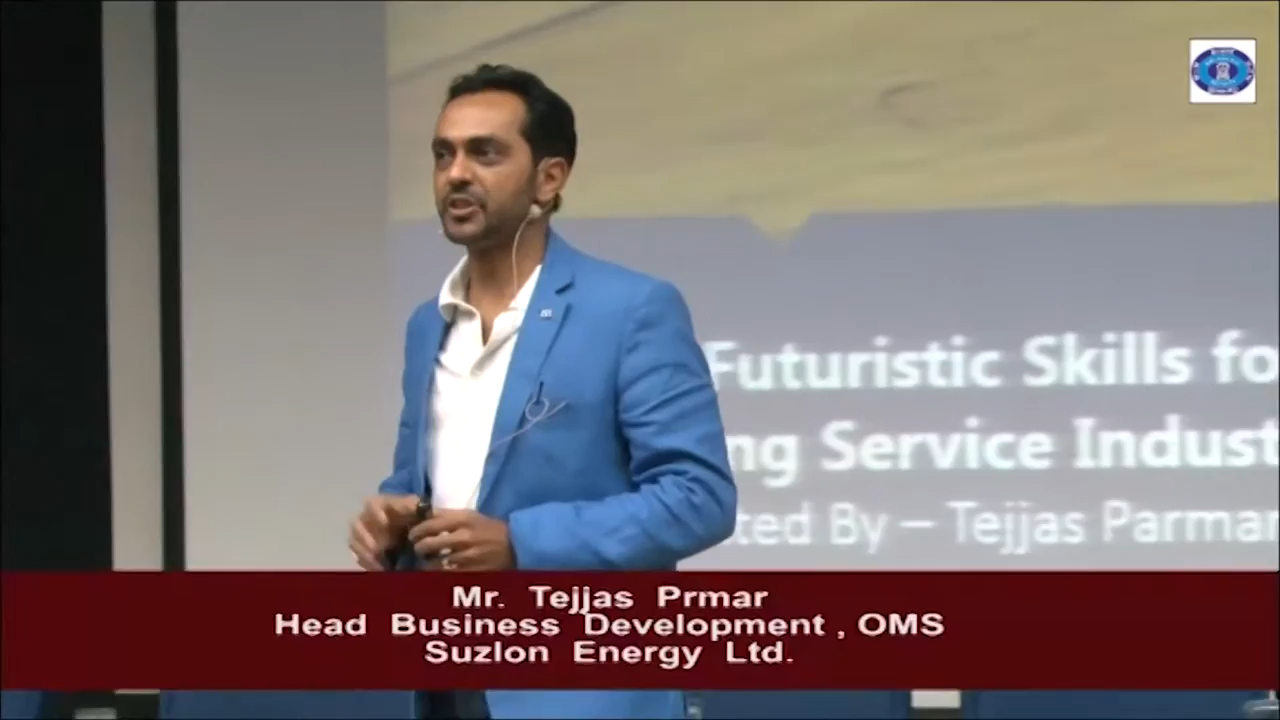 Futuristic Skills fo
ng Service Indust
ted By – Tejjas Parmar
Mr. Tejjas Prmar
Head Business Development , OMS
Suzlon Energy Ltd.